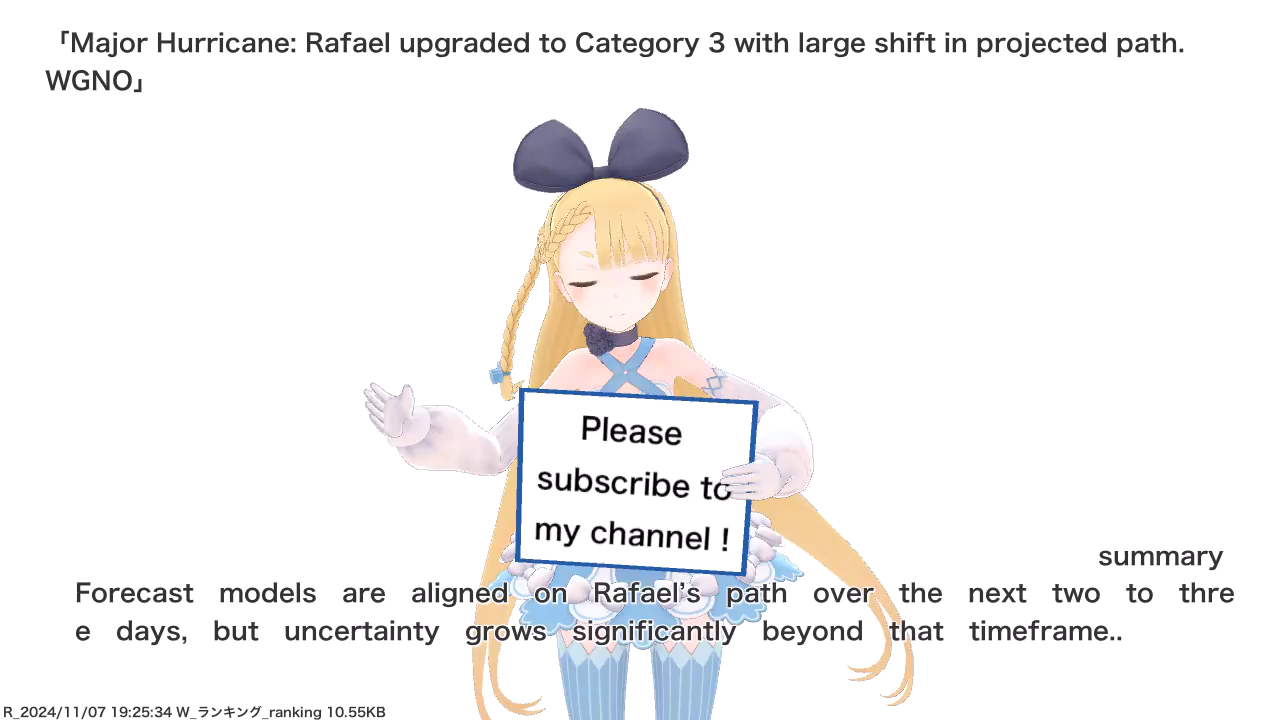 「Major Hurricane: Rafael upgraded to Category 3 with large shift in projected path.
WGNO」
Please
subscribe to
my channel !
summary
Forecast models are aligned on Rafael's path over the next two to thre
e days, but uncertainty grows significantly beyond that timeframe..
R_2024/11/07 19:25:34 W_ランキング_ranking 10.55KB